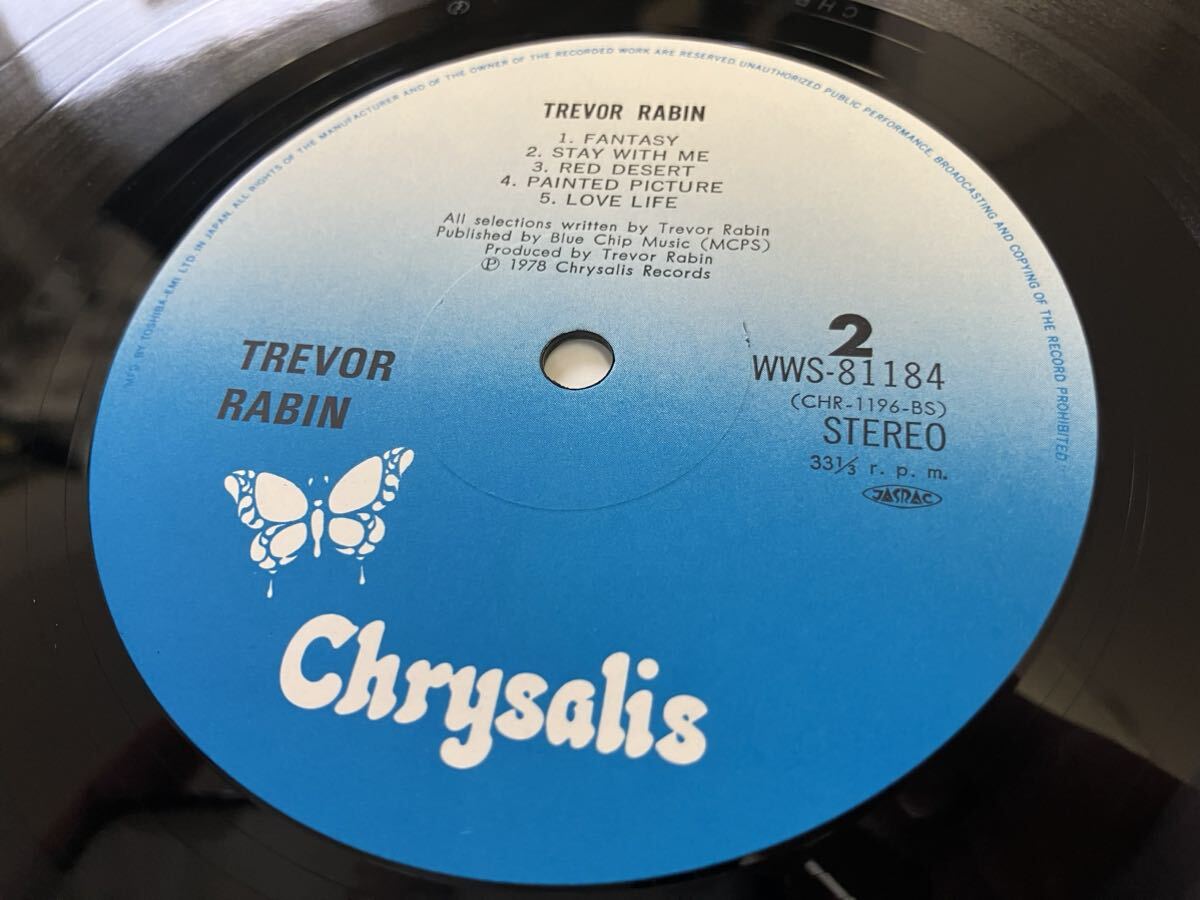 MFD BY TOSHIBA-EMI LTD. IN JAPAN. ALL RIGHTS OF THE MANUFACTURER AND OF THE OWNER OF THE RECORDED WORK ARE RESERVED. UNAUTHORIZED PUBLIC PERFORMANCE, BROADCASTING AND COPYING OF THE RECORD PROHIBITED.
TREVOR RABIN
1. FANTASY
2. STAY WITH ME
3. RED DESERT
4. PAINTED PICTURE
5. LOVE LIFE
All selections written by Trevor Rabin
Published by Blue Chip Music (MCPS)
Produced by Trevor Rabin
Ⓟ 1978 Chrysalis Records
TREVOR
RABIN
2
WWS-81184
(CHR-1196-BS)
STEREO
33⅓ r. p. m.
JASRAC
Chrysalis